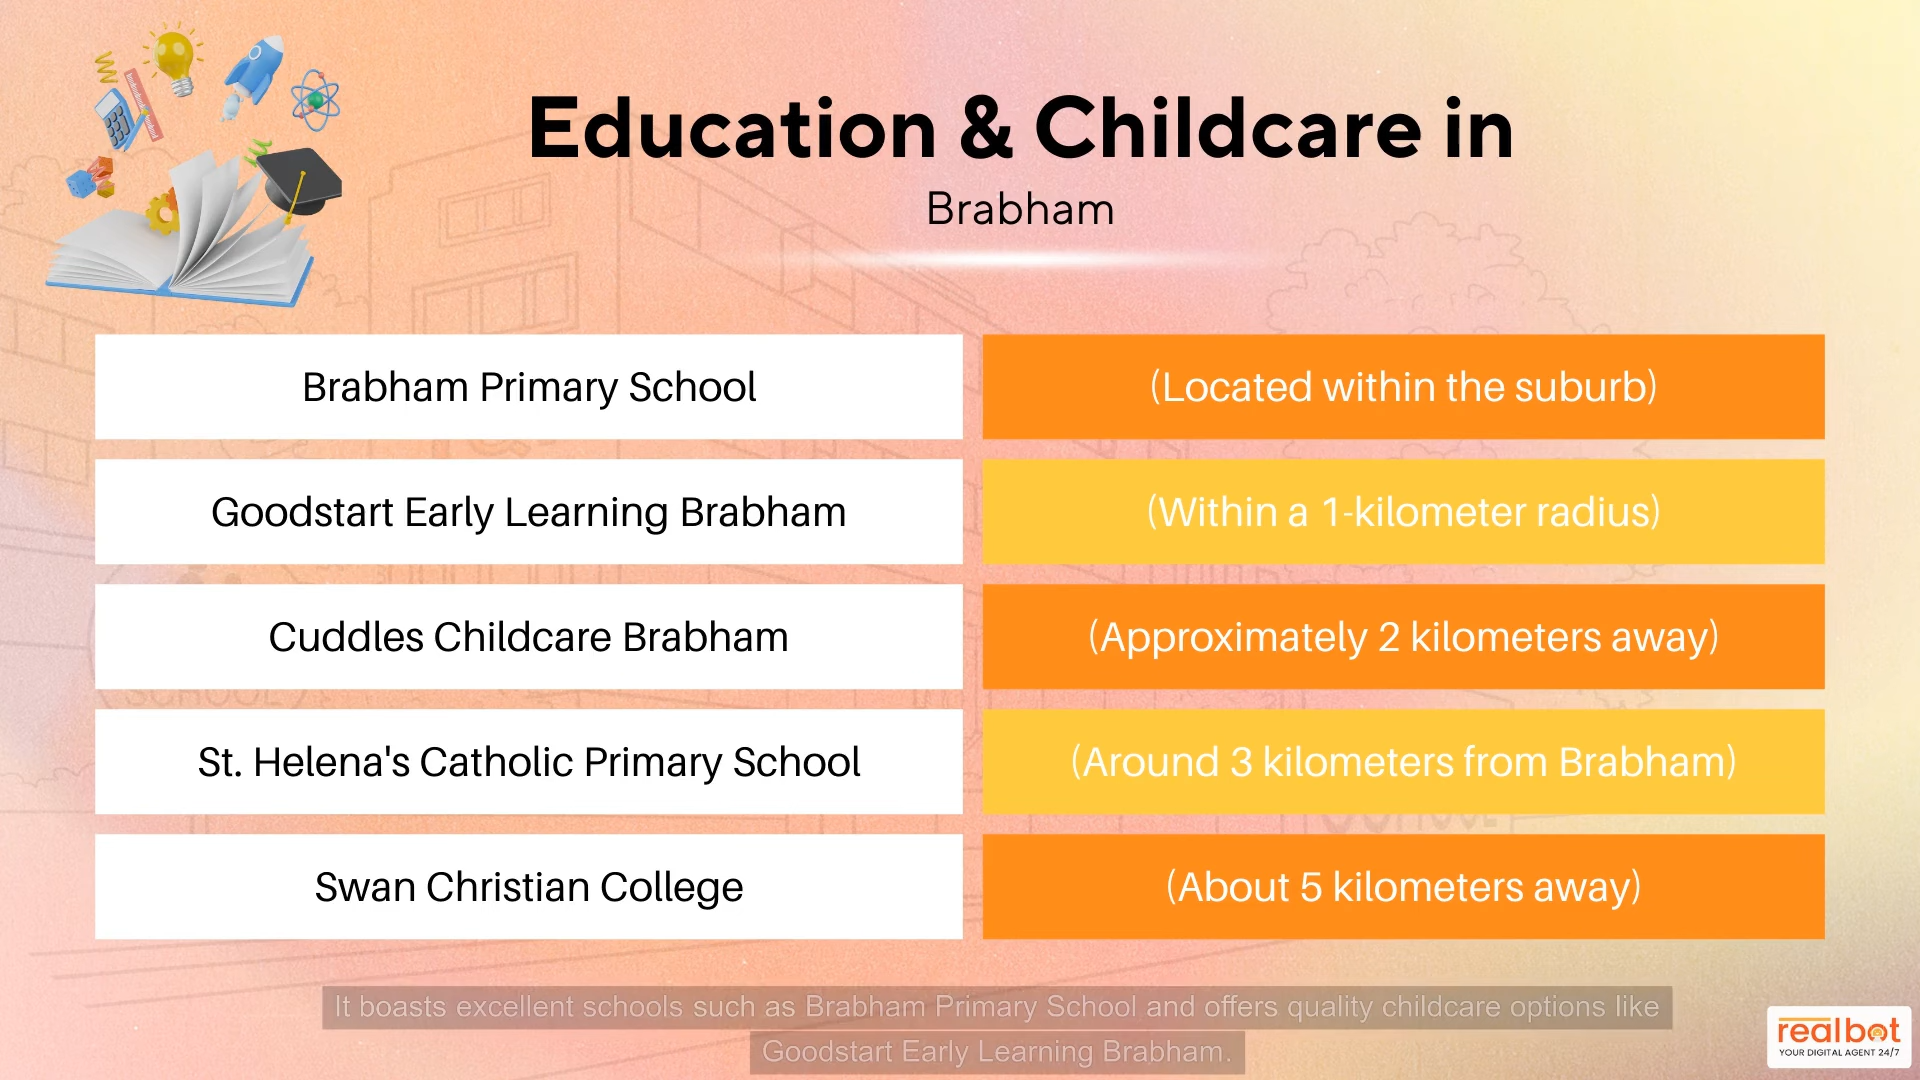 Education & Childcare in
Brabham
Brabham Primary School
(Located within the suburb)
Goodstart Early Learning Brabham
(Within a 1-kilometer radius)
Cuddles Childcare Brabham
(Approximately 2 kilometers away)
SCHOOL
St. Helena's Catholic Primary School
(Around 3 kilometers from Brabham)
SCHOOL
Swan Christian College
(About 5 kilometers away)
It boasts excellent schools such as Brabham Primary School and offers quality childcare options like
Goodstart Early Learning Brabham.
realbot
YOUR DIGITAL AGENT 24/7